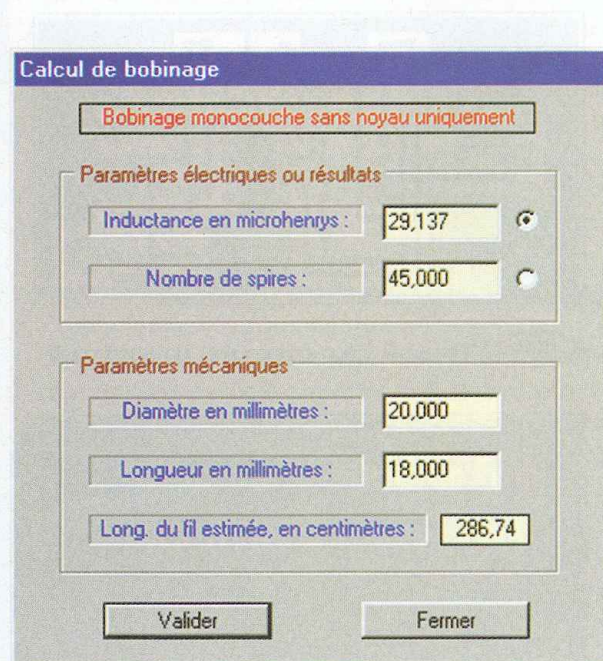 Calcul de bobinage
Bobinage monocouche sans noyau uniquement
Paramètres électriques ou résultats
Inductance en microhenrys : 29,137
Nombre de spires : 45,000
Paramètres mécaniques
Diamètre en millimètres : 20,000
Longueur en millimètres : 18,000
Long. du fil estimée, en centimètres : 286,74
Valider Fermer